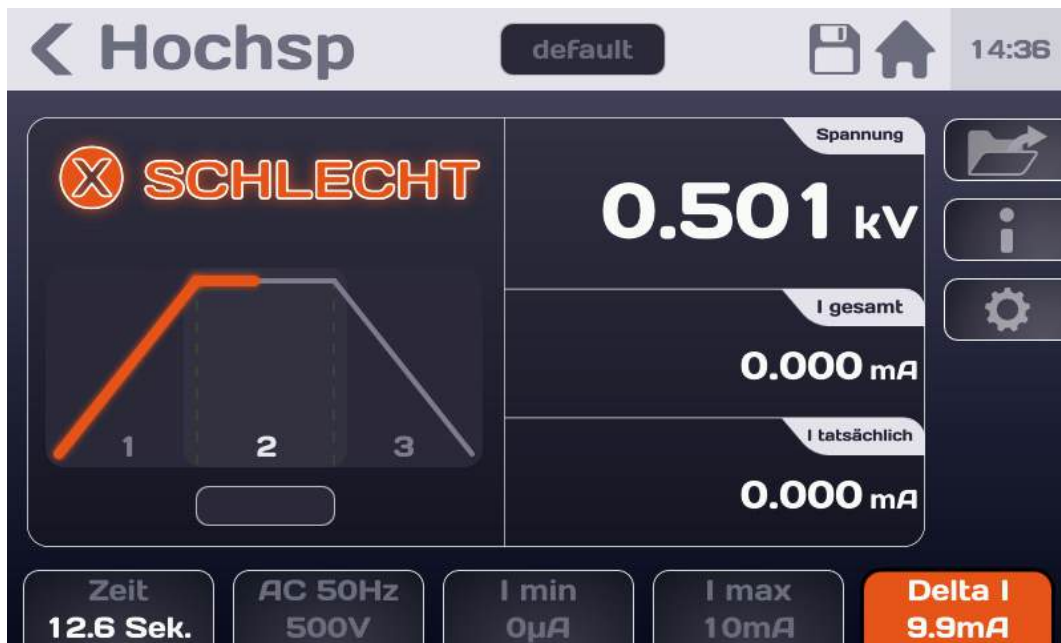 Hochsp
default
14:36
X SCHLECHT
Spannung
0.501 kV
I gesamt
0.000 mA
I tatsächlich
0.000 mA
1
2
3
Zeit
12.6 Sek.
AC 50Hz
500V
I min
0µA
I max
10mA
Delta I
9.9mA